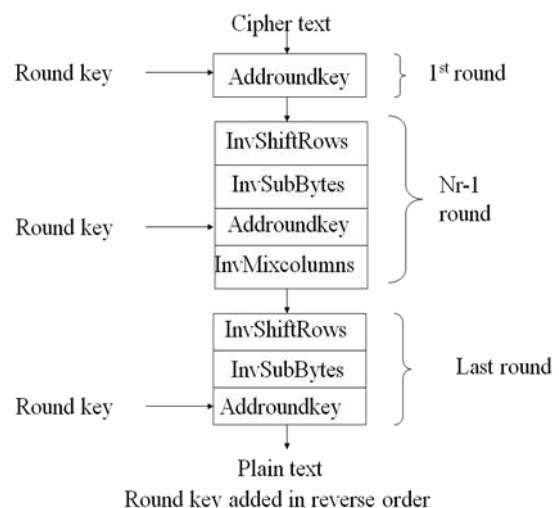 Cipher text
Round key
Addroundkey
1st round
InvShiftRows
InvSubBytes
Round key
Addroundkey
InvMixcolumns
Nr-1
round
InvShiftRows
InvSubBytes
Round key
Addroundkey
Last round
Plain text
Round key added in reverse order